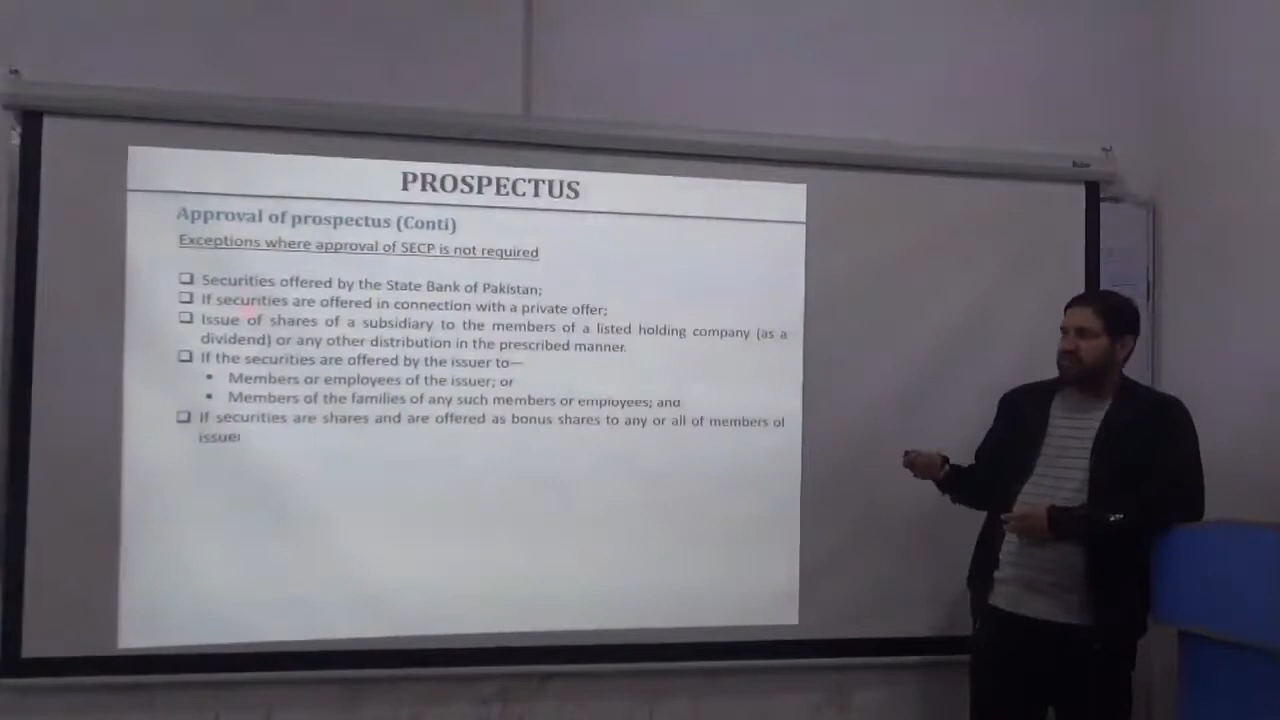 PROSPECTUS
Approval of prospectus (Conti)
Exceptions where approval of SECP is not required
❑ Securities offered by the State Bank of Pakistan;
❑ If securities are offered in connection with a private offer;
❑ Issue of shares of a subsidiary to the members of a listed holding company (as a
dividend) or any other distribution in the prescribed manner.
❑ If the securities are offered by the issuer to—
• Members or employees of the issuer; or
• Members of the families of any such members or employees; and
❑ If securities are shares and are offered as bonus shares to any or all of members of
issuer